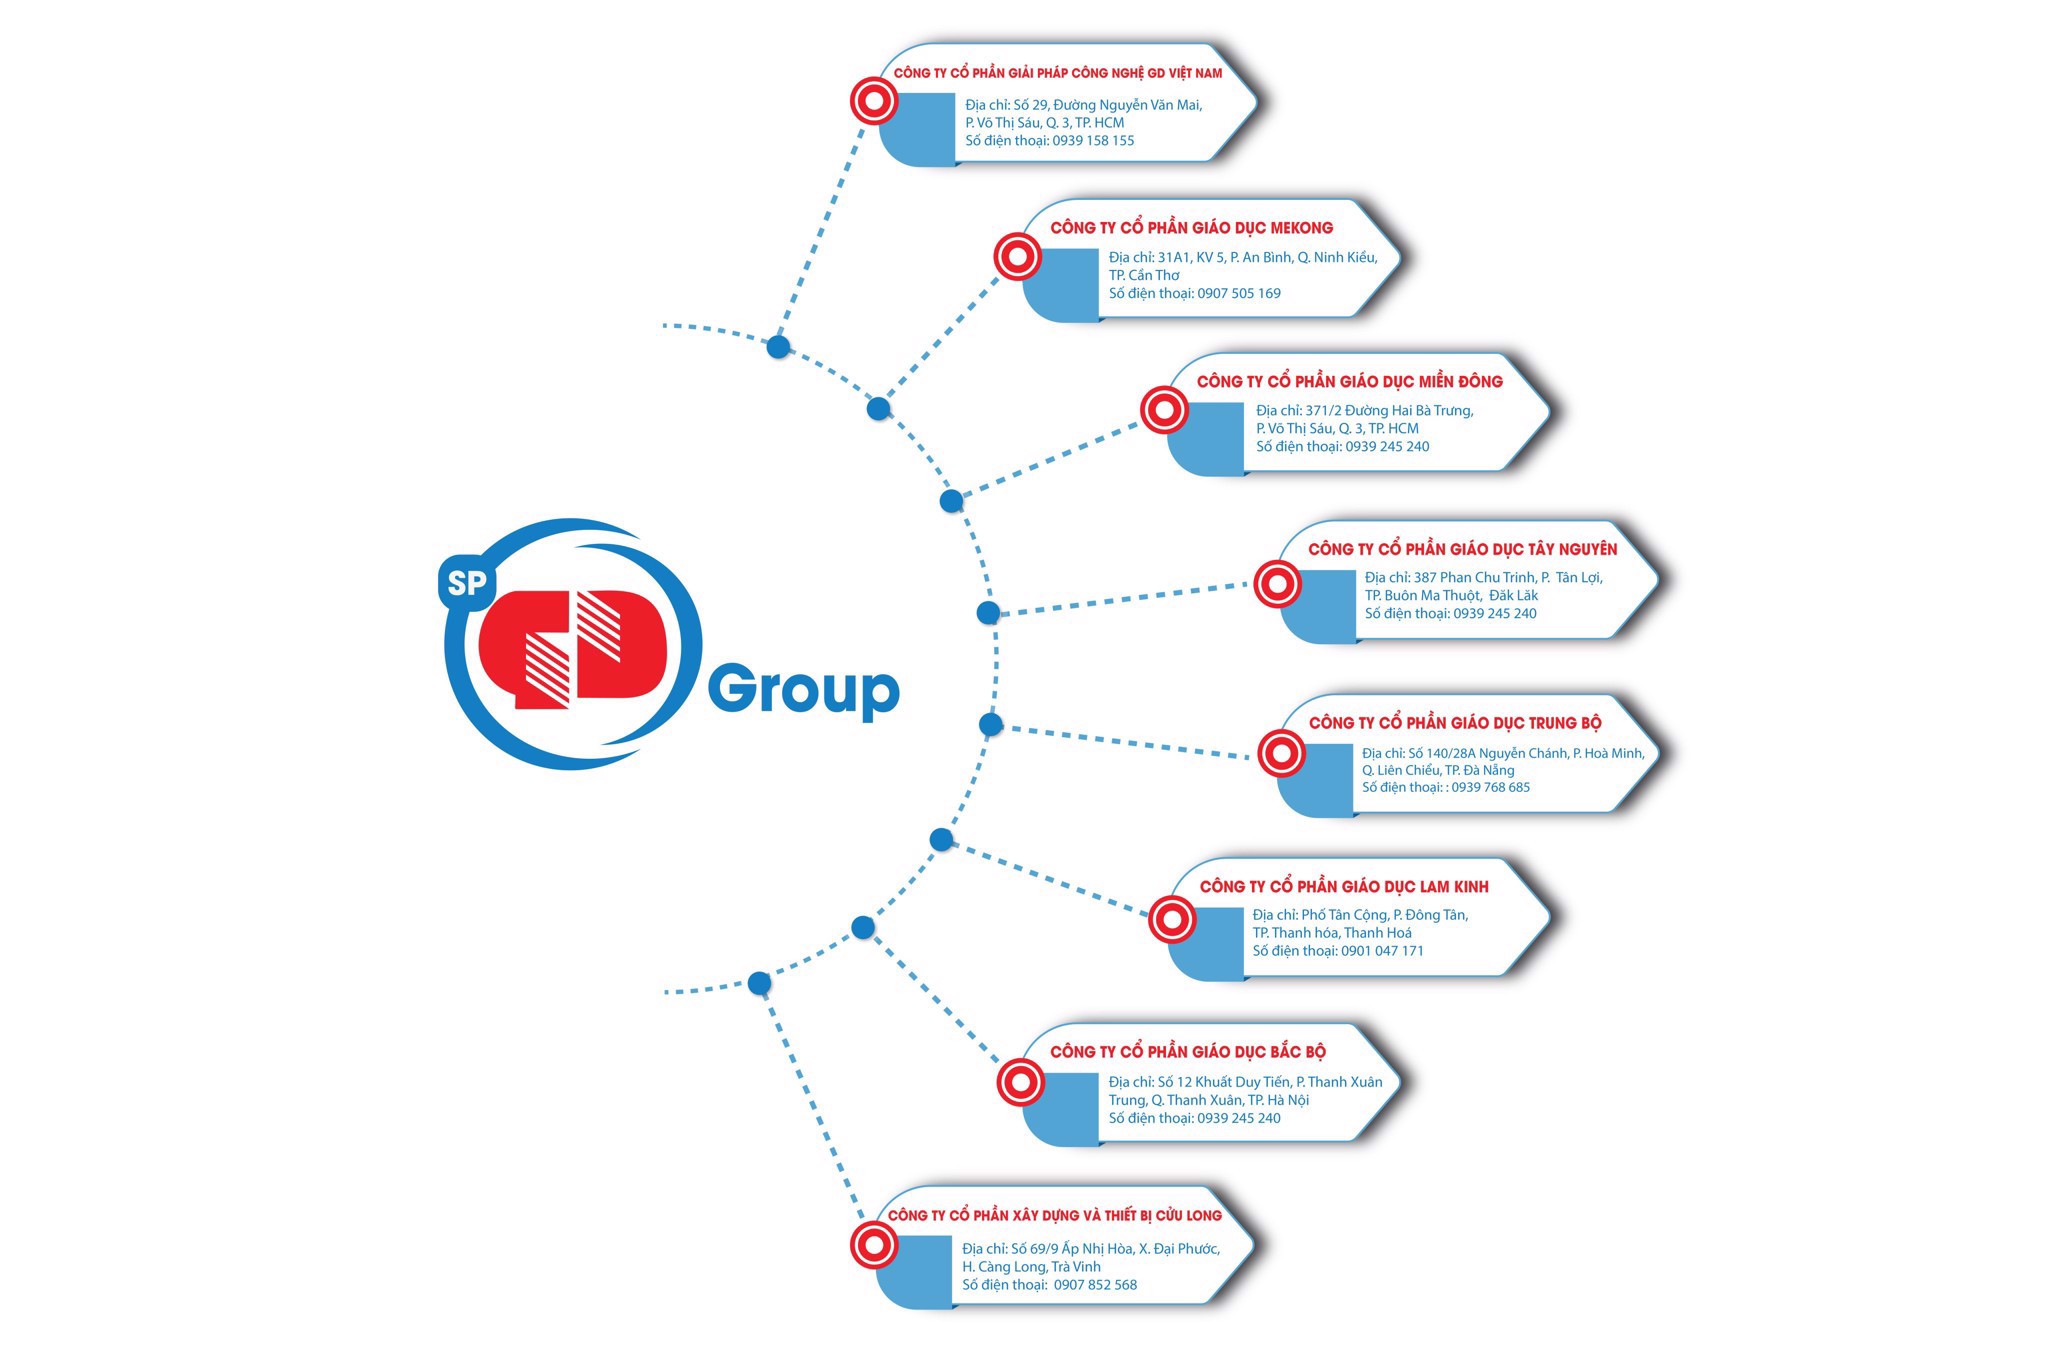 CÔNG TY CỔ PHẦN GIẢI PHÁP CÔNG NGHỆ GD VIỆT NAM
Địa chỉ: Số 29, Đường Nguyễn Văn Mai,
P. Võ Thị Sáu, Q. 3, TP. HCM
Số điện thoại: 0939 158 155
CÔNG TY CỔ PHẦN GIÁO DỤC MEKONG
Địa chỉ: 31A1, KV 5, P. An Bình, Q. Ninh Kiều,
TP. Cần Thơ
Số điện thoại: 0907 505 169
CÔNG TY CỔ PHẦN GIÁO DỤC MIỀN ĐÔNG
Địa chỉ: 371/2 Đường Hai Bà Trưng,
P. Võ Thị Sáu, Q. 3, TP. HCM
Số điện thoại: 0939 245 240
CÔNG TY CỔ PHẦN GIÁO DỤC TÂY NGUYÊN
Địa chỉ: 387 Phan Chu Trinh, P. Tân Lợi,
TP. Buôn Ma Thuột, Đăk Lăk
Số điện thoại: 0939 245 240
SP
GD
Group
CÔNG TY CỔ PHẦN GIÁO DỤC TRUNG BỘ
Địa chỉ: Số 140/28A Nguyễn Chánh, P. Hoà Minh,
Q. Liên Chiểu, TP. Đà Nẵng
Số điện thoại: : 0939 768 685
CÔNG TY CỔ PHẦN GIÁO DỤC LAM KINH
Địa chỉ: Phố Tân Cộng, P. Đông Tân,
TP. Thanh hóa, Thanh Hoá
Số điện thoại: 0901 047 171
CÔNG TY CỔ PHẦN GIÁO DỤC BẮC BỘ
Địa chỉ: Số 12 Khuất Duy Tiến, P. Thanh Xuân
Trung, Q. Thanh Xuân, TP. Hà Nội
Số điện thoại: 0939 245 240
CÔNG TY CỔ PHẦN XÂY DỰNG VÀ THIẾT BỊ CỬU LONG
Địa chỉ: Số 69/9 Ấp Nhị Hòa, X. Đại Phước,
H. Càng Long, Trà Vinh
Số điện thoại: 0907 852 568